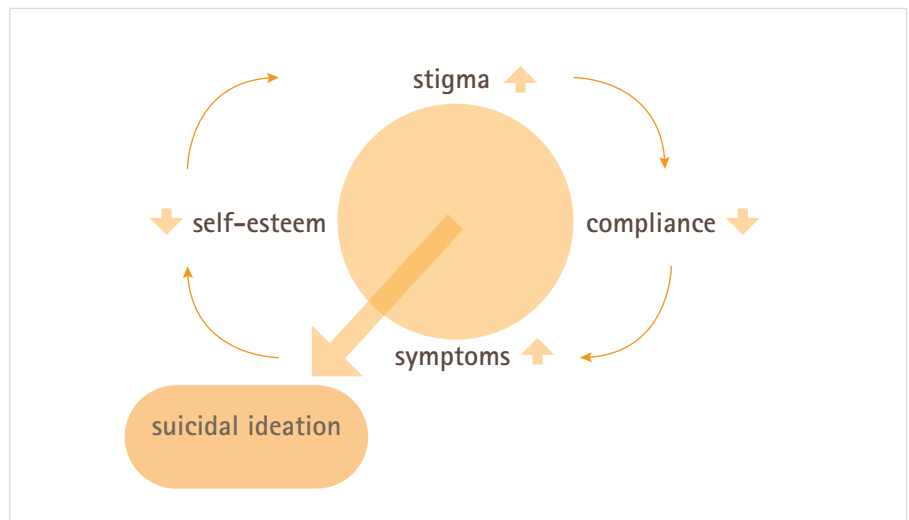 stigma
self-esteem
compliance
symptoms
suicidal ideation